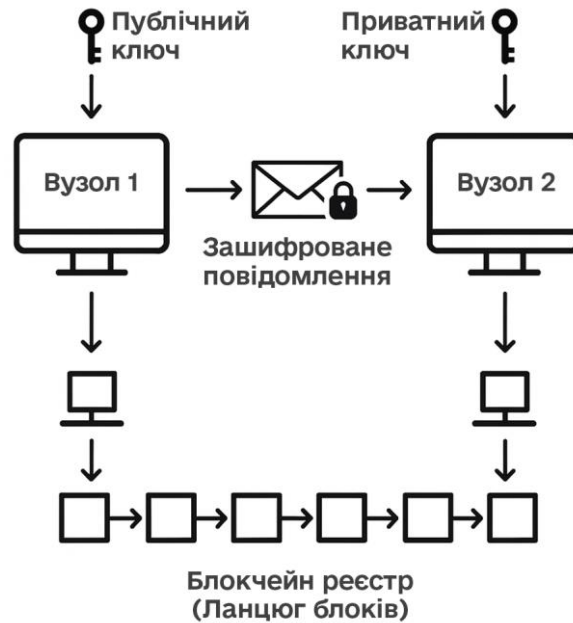 Публічний
ключ
Приватний
ключ
Вузол 1
Вузол 2
Зашифроване
повідомлення
Блокчейн реєстр
(Ланцюг блоків)